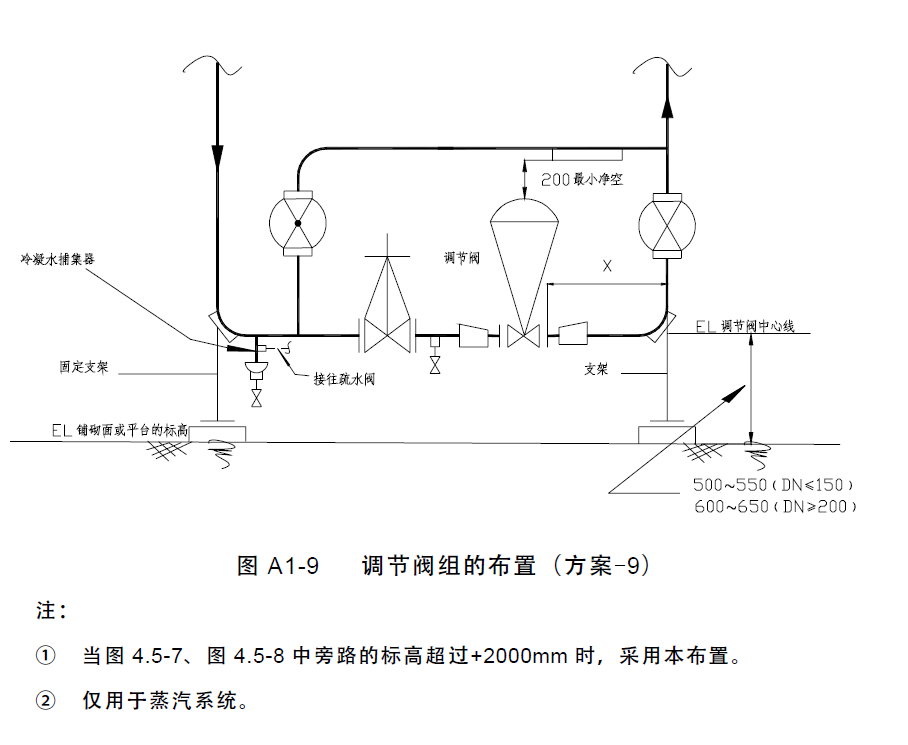 200最小净空
冷凝水捕集器
调节阀
X
EL 调节阀中心线
固定支架
接往疏水阀
支架
EL 铺砌面或平台的标高
500~550(DN≤150)
600~650(DN≥200)
图 A1-9 调节阀组的布置（方案-9）
注：
① 当图 4.5-7、图 4.5-8 中旁路的标高超过+2000mm 时，采用本布置。
② 仅用于蒸汽系统。